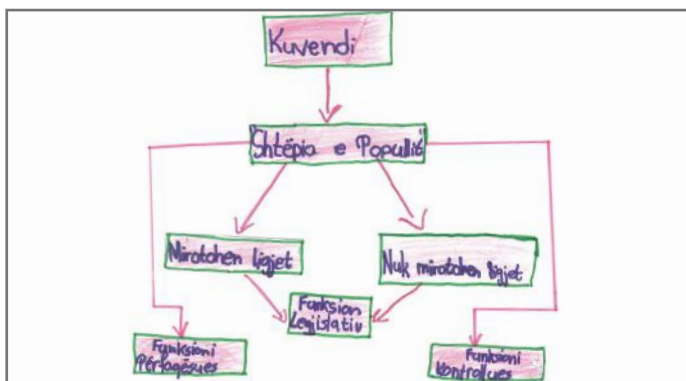 Kuvendi
"Shtëpia e Popullit"
Miratohen ligjet
Nuk miratohen ligjet
Funksion
Legjislativ
Funksioni
Përfaqësues
Funksioni
Kontrollues